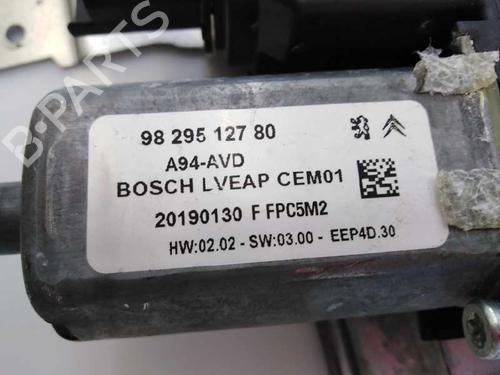 B-PARTS
98 295 127 80
A94-AVD
BOSCH LVEAP CEM01
20190130 F FPC5M2
HW:02.02 - SW:03.00 - EEP4D.30